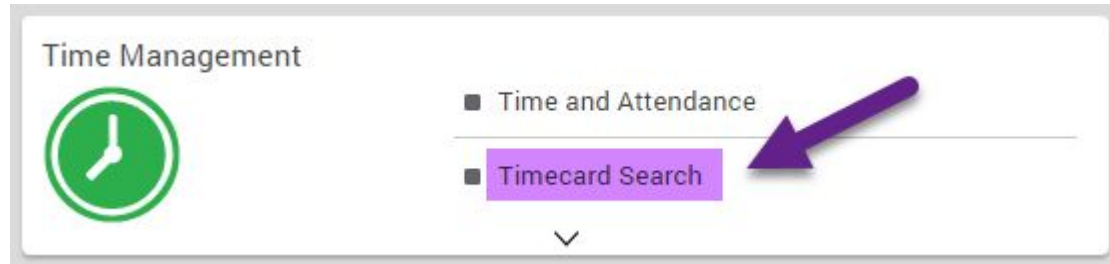 Time Management
Time and Attendance
Timecard Search